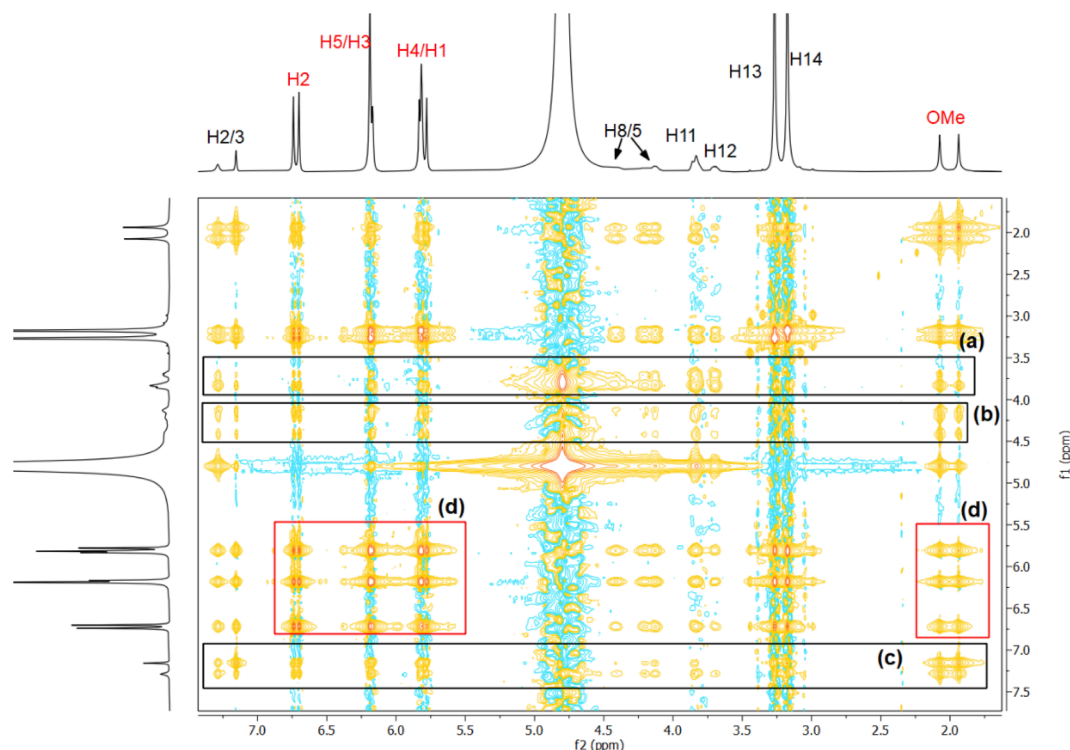 H5/H3
H4/H1
H2
H13
H14
OMe
H2/3
H8/5
H11
H12
2.0
2.5
3.0
(a)
3.5
4.0
(b)
4.5
5.0
(d)
(d)
5.5
6.0
6.5
7.0
(c)
7.5
f1 (ppm)
7.0 6.5 6.0 5.5 5.0 4.5 4.0 3.5 3.0 2.5 2.0
f2 (ppm)